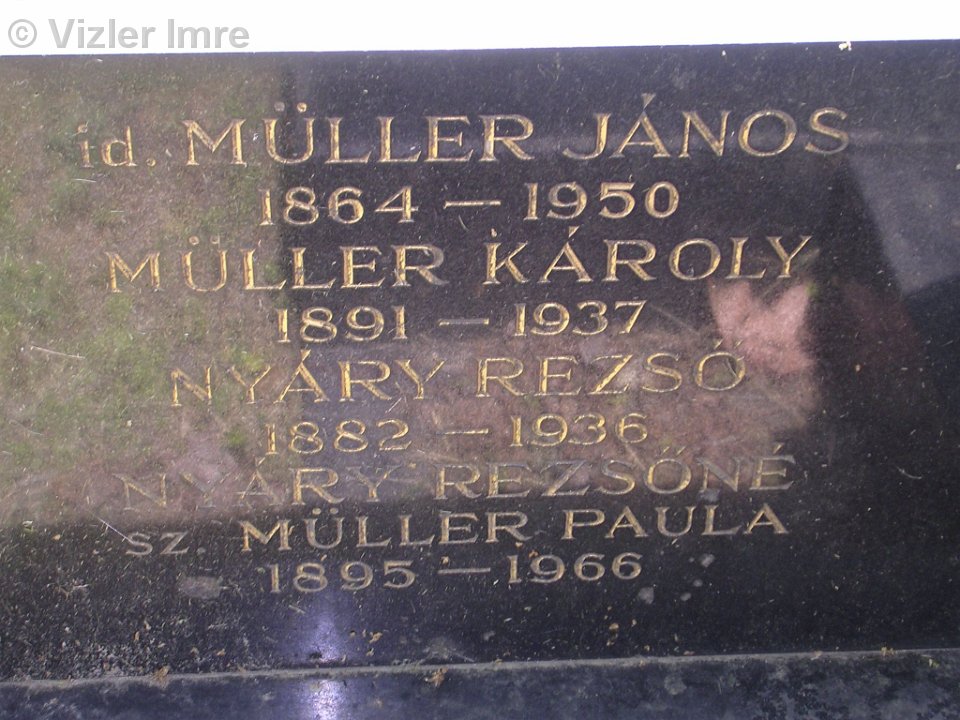 © Vizler Imre
id. MÜLLER JÁNOS
1864 — 1950
MÜLLER KÁROLY
1891 — 1937
NYÁRY REZSŐ
1882 — 1936
NYÁRY REZSŐNÉ
sz. MÜLLER PAULA
1895 — 1966